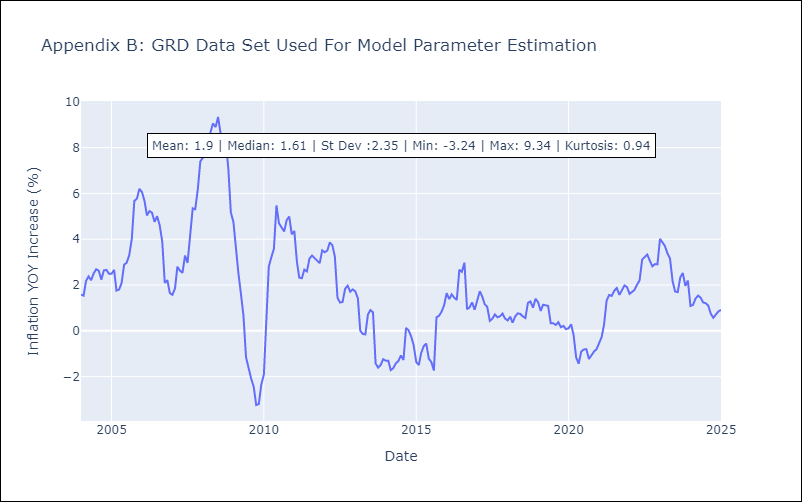 Appendix B: GRD Data Set Used For Model Parameter Estimation
10
Mean: 1.9 | Median: 1.61 | St Dev :2.35 | Min: -3.24 | Max: 9.34 | Kurtosis: 0.94
8
6
4
2
0
−2
Inflation YOY Increase (%)
2005 2010 2015 2020 2025
Date